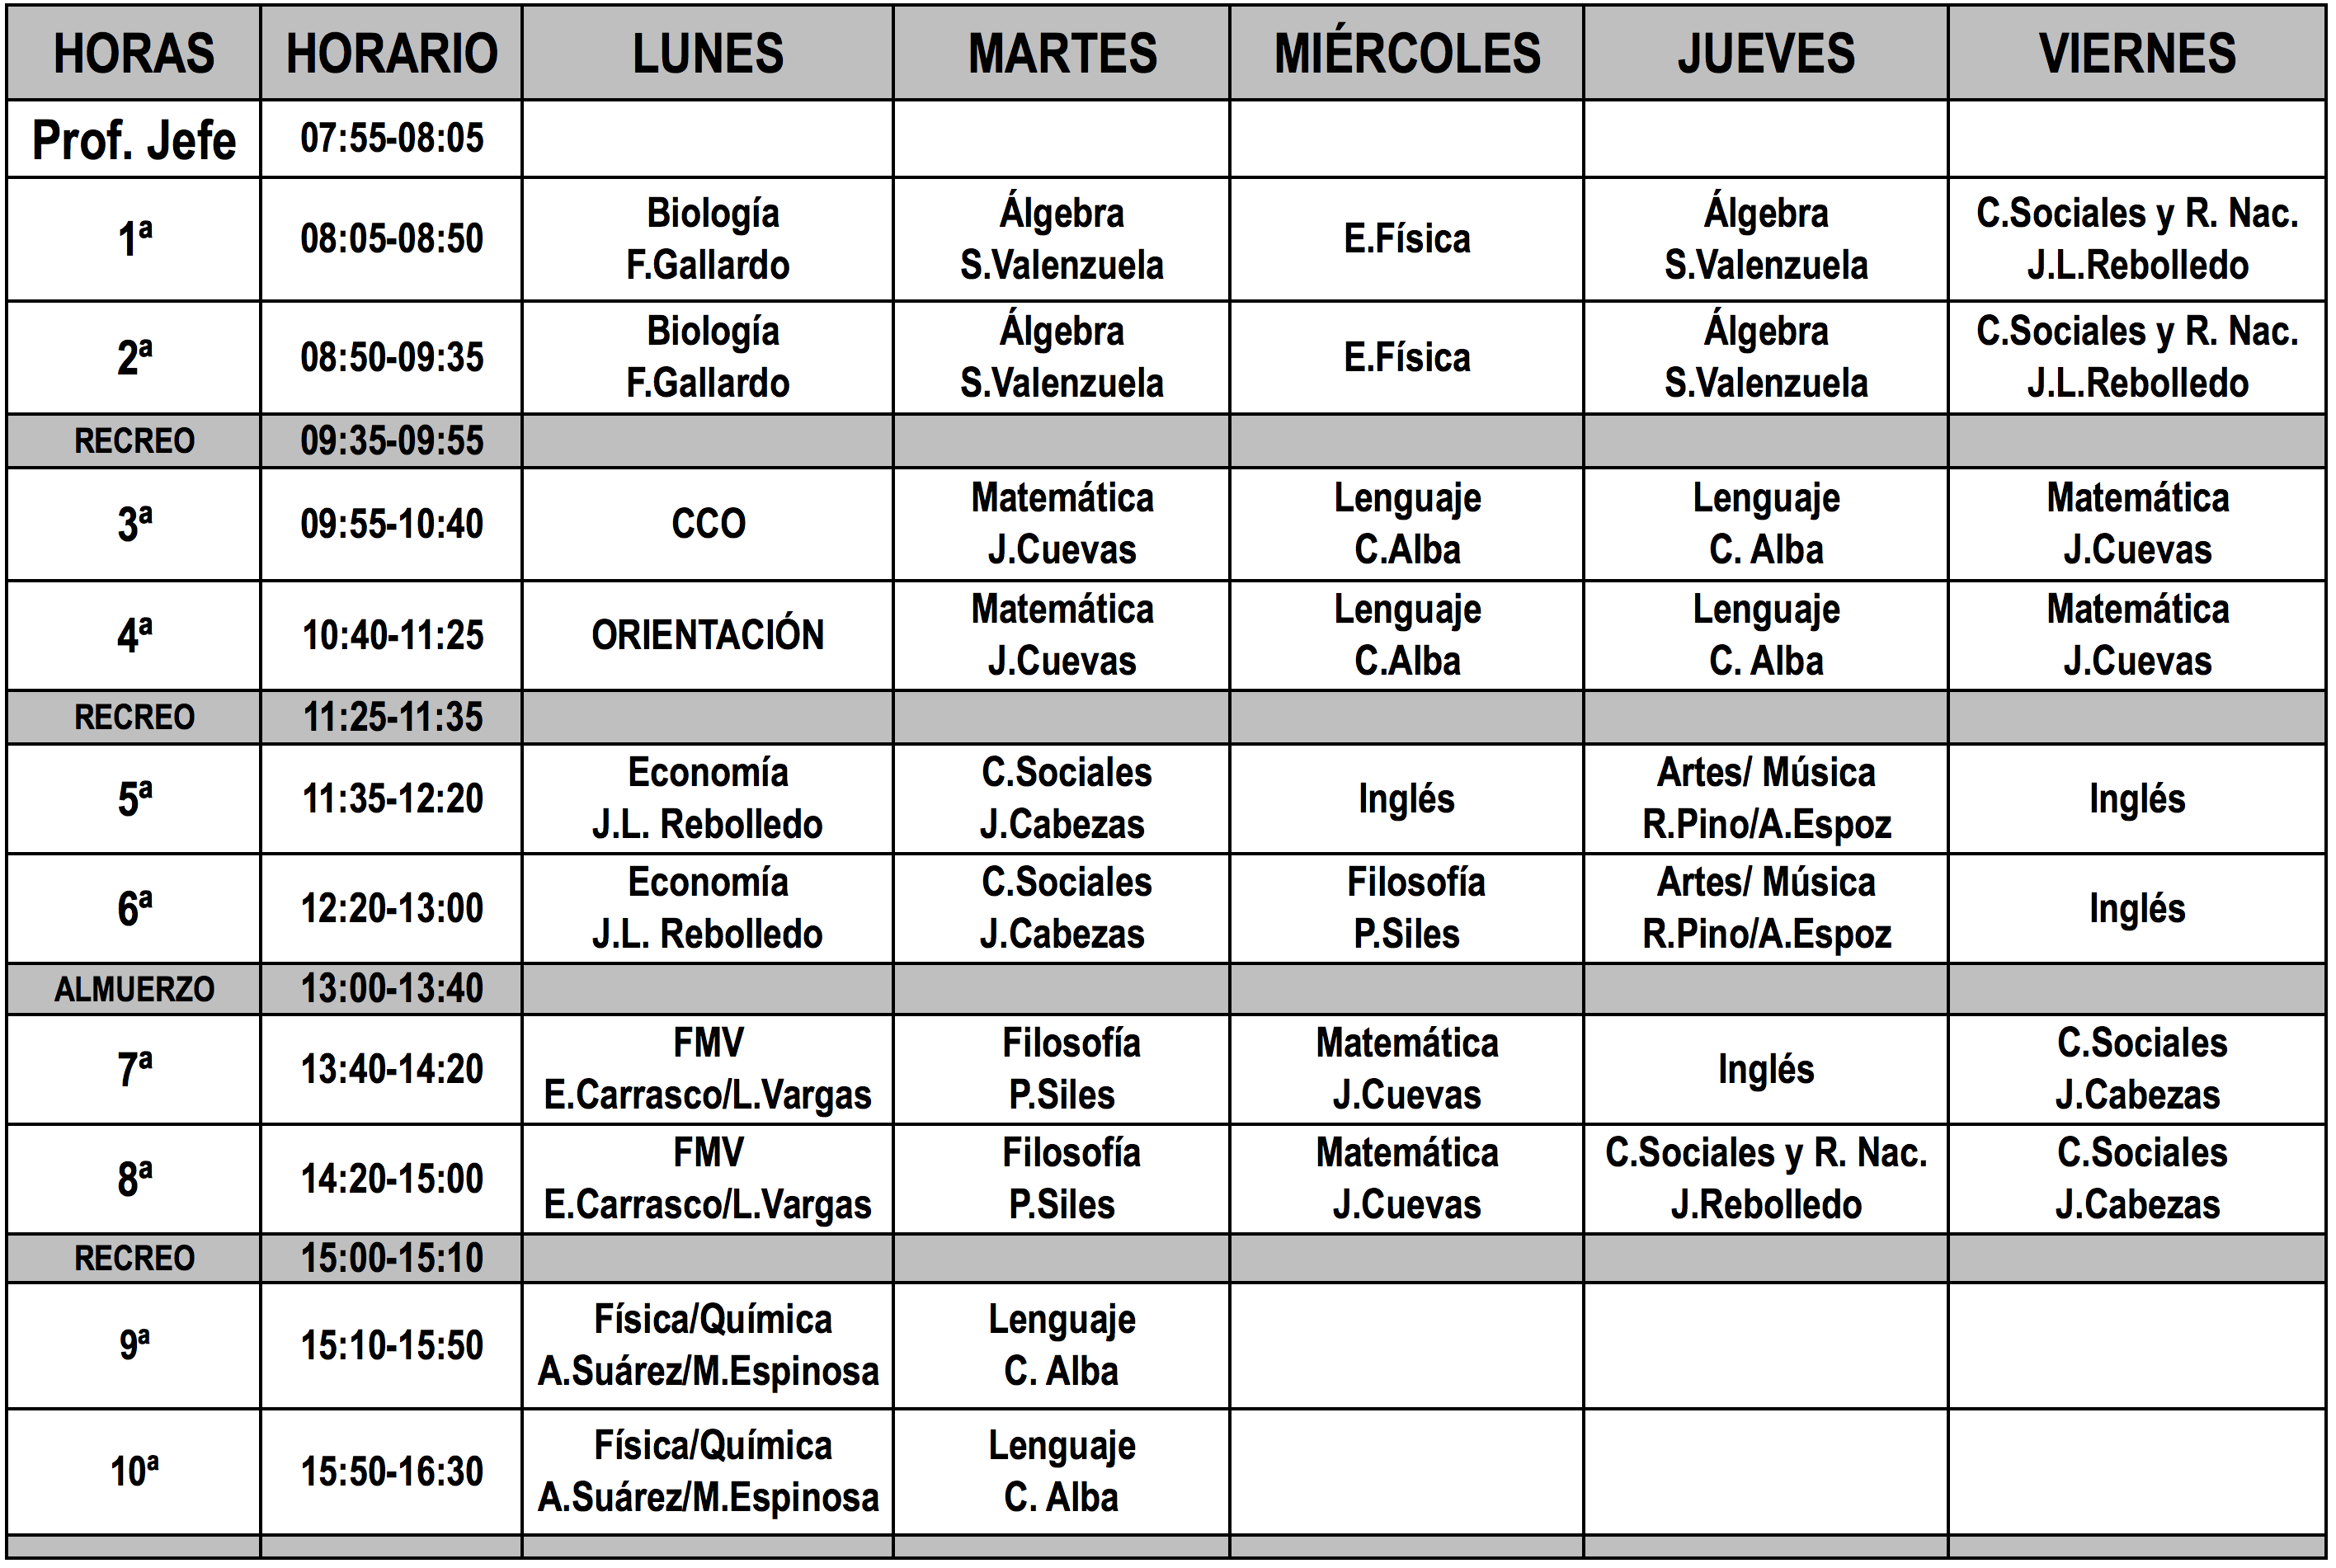 HORAS HORARIO LUNES MARTES MIÉRCOLES JUEVES VIERNES
Prof. Jefe 07:55-08:05
1ª 08:05-08:50 Biología Álgebra E.Física Álgebra C.Sociales y R. Nac.
F.Gallardo S.Valenzuela S.Valenzuela J.L.Rebolledo
2ª 08:50-09:35 Biología Álgebra E.Física Álgebra C.Sociales y R. Nac.
F.Gallardo S.Valenzuela S.Valenzuela J.L.Rebolledo
RECREO 09:35-09:55
3ª 09:55-10:40 CCO Matemática Lenguaje Lenguaje Matemática
J.Cuevas C.Alba C. Alba J.Cuevas
4ª 10:40-11:25 ORIENTACIÓN Matemática Lenguaje Lenguaje Matemática
J.Cuevas C.Alba C. Alba J.Cuevas
RECREO 11:25-11:35
5ª 11:35-12:20 Economía C.Sociales Inglés Artes/ Música Inglés
J.L. Rebolledo J.Cabezas R.Pino/A.Espoz
6ª 12:20-13:00 Economía C.Sociales Filosofía Artes/ Música Inglés
J.L. Rebolledo J.Cabezas P.Siles R.Pino/A.Espoz
ALMUERZO 13:00-13:40
7ª 13:40-14:20 FMV Filosofía Matemática Inglés C.Sociales
E.Carrasco/L.Vargas P.Siles J.Cuevas J.Cabezas
8ª 14:20-15:00 FMV Filosofía Matemática C.Sociales y R. Nac. C.Sociales
E.Carrasco/L.Vargas P.Siles J.Cuevas J.Rebolledo J.Cabezas
RECREO 15:00-15:10
9ª 15:10-15:50 Física/Química Lenguaje
A.Suárez/M.Espinosa C. Alba
10ª 15:50-16:30 Física/Química Lenguaje
A.Suárez/M.Espinosa C. Alba